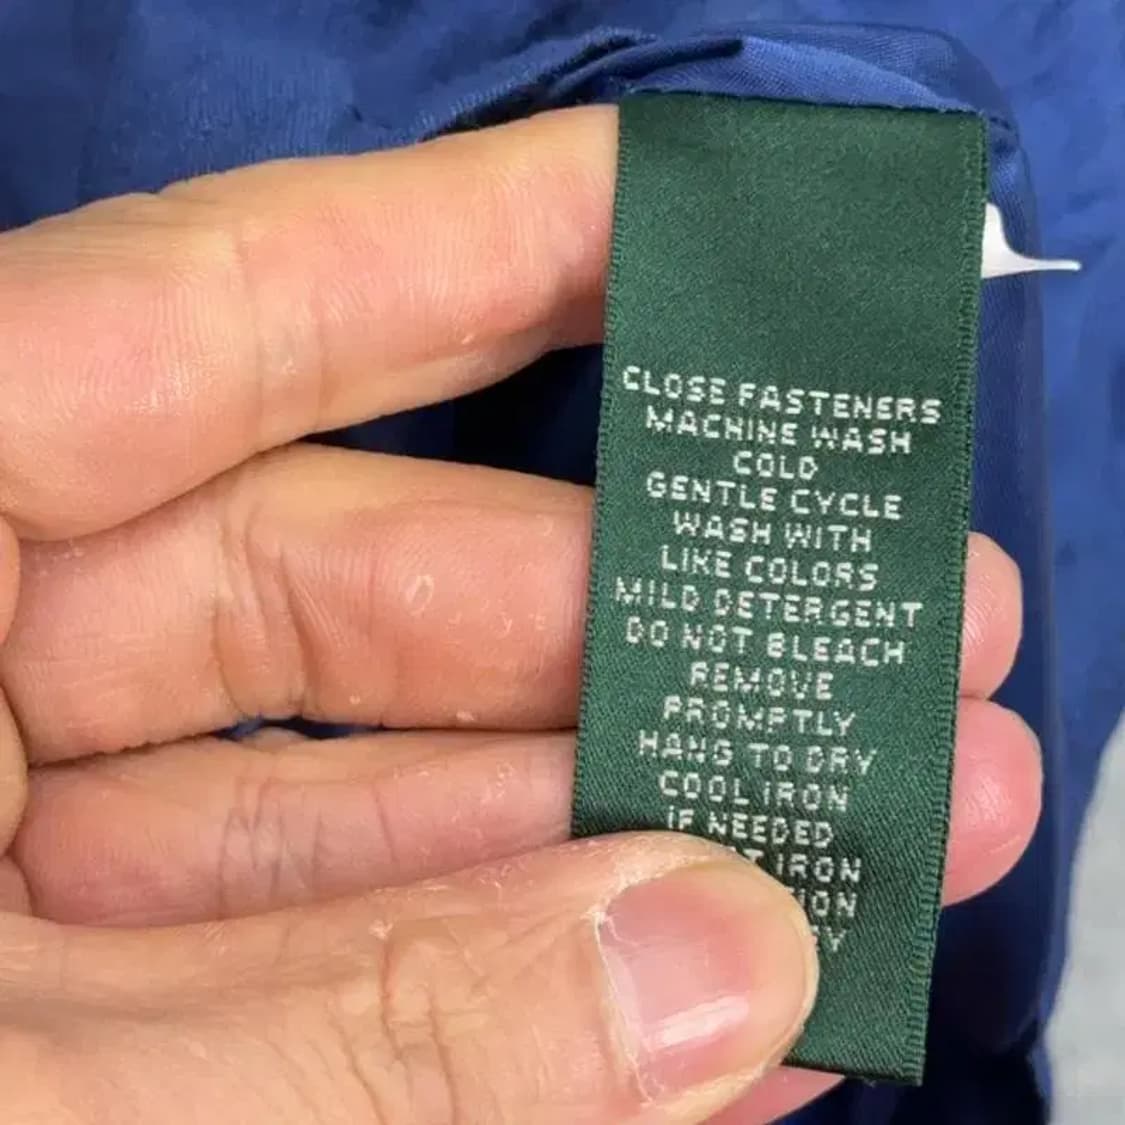 CLOSE FASTENERS
MACHINE WASH
COLD
GENTLE CYCLE
WASH WITH
LIKE COLORS
MILD DETERGENT
DO NOT BLEACH
REMOVE
PROMPTLY
HANG TO DRY
COOL IRON
IF NEEDED
IRON